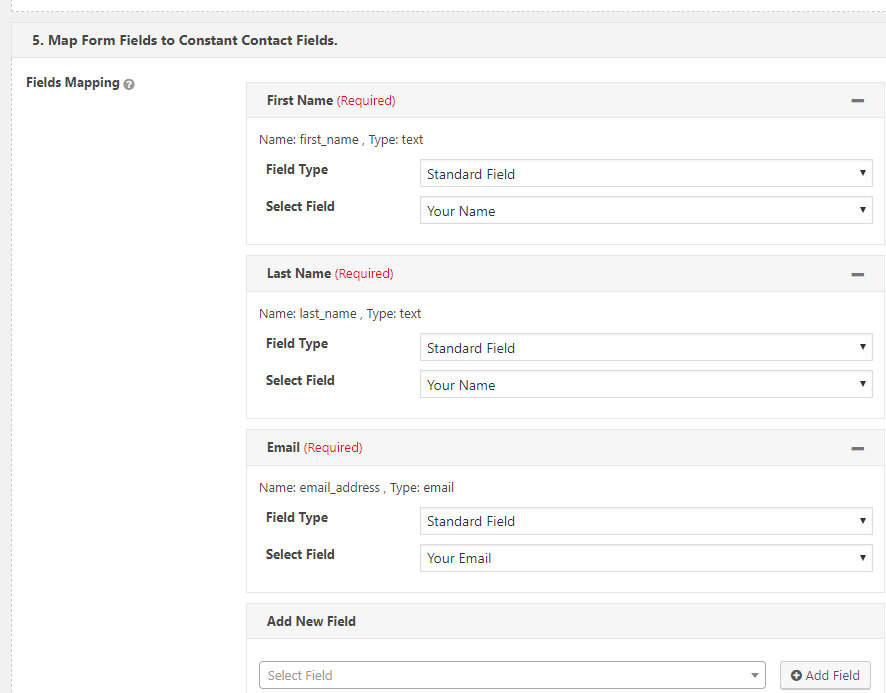 5. Map Form Fields to Constant Contact Fields.
Fields Mapping
First Name (Required)
Name: first_name , Type: text
Field Type
Standard Field
Select Field
Your Name
Last Name (Required)
Name: last_name , Type: text
Field Type
Standard Field
Select Field
Your Name
Email (Required)
Name: email_address , Type: email
Field Type
Standard Field
Select Field
Your Email
Add New Field
Select Field
Add Field